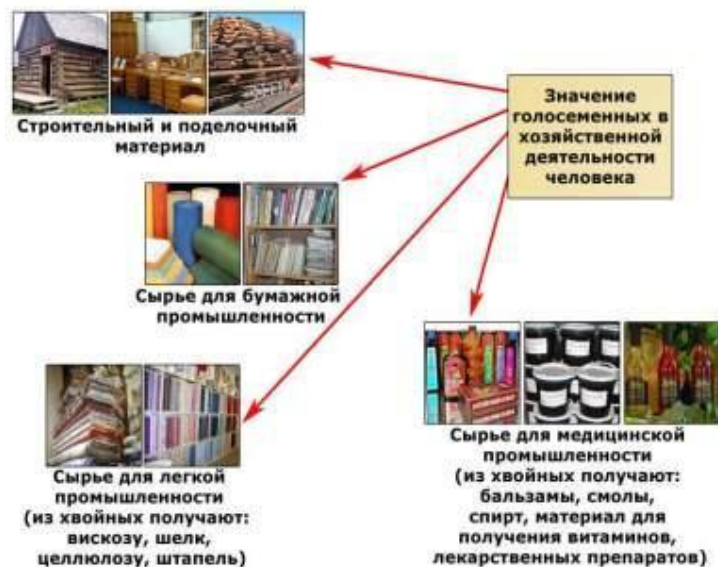 Значение
голосеменных в
хозяйственной
деятельности
человека
Строительный и поделочный
материал
Сырье для бумажной
промышленности
Сырье для легкой
промышленности
(из хвойных получают:
вискозу, шелк,
целлюлозу, штапель)
Сырье для медицинской
промышленности
(из хвойных получают:
бальзамы, смолы,
спирт, материал для
получения витаминов,
лекарственных препаратов)